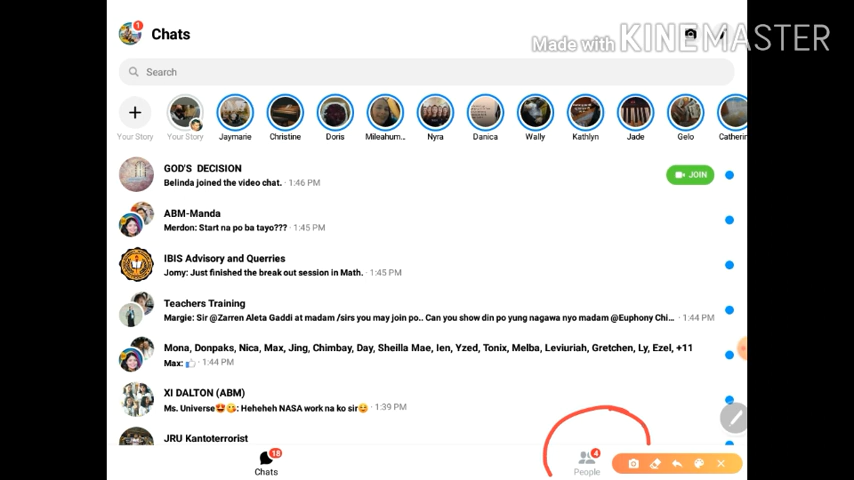 1
Chats
Made with KINEMASTER
Search
Your Story
Your Story
Jaymarie
Christine
Doris
Mileahum...
Nyra
Danica
Wally
Kathlyn
Jade
Gelo
Catherin
GOD'S DECISION
Belinda joined the video chat. · 1:46 PM
JOIN
ABM-Manda
Merdon: Start na po ba tayo??? · 1:45 PM
IBIS Advisory and Querries
Jomy: Just finished the break out session in Math. · 1:45 PM
Teachers Training
Margie: Sir @Zarren Aleta Gaddi at madam /sirs you may join po.. Can you show din po yung nagawa nyo madam @Euphony Chi... · 1:44 PM
Mona, Donpaks, Nica, Max, Jing, Chimbay, Day, Sheilla Mae, Ien, Yzed, Tonix, Melba, Leviuriah, Gretchen, Ly, Ezel, +11
Max: 👍 · 1:44 PM
XI DALTON (ABM)
Ms. Universe🤩😘: Heheheh NASA work na ko sir☺️ · 1:39 PM
JRU Kantoterrorist
18
Chats
4
People